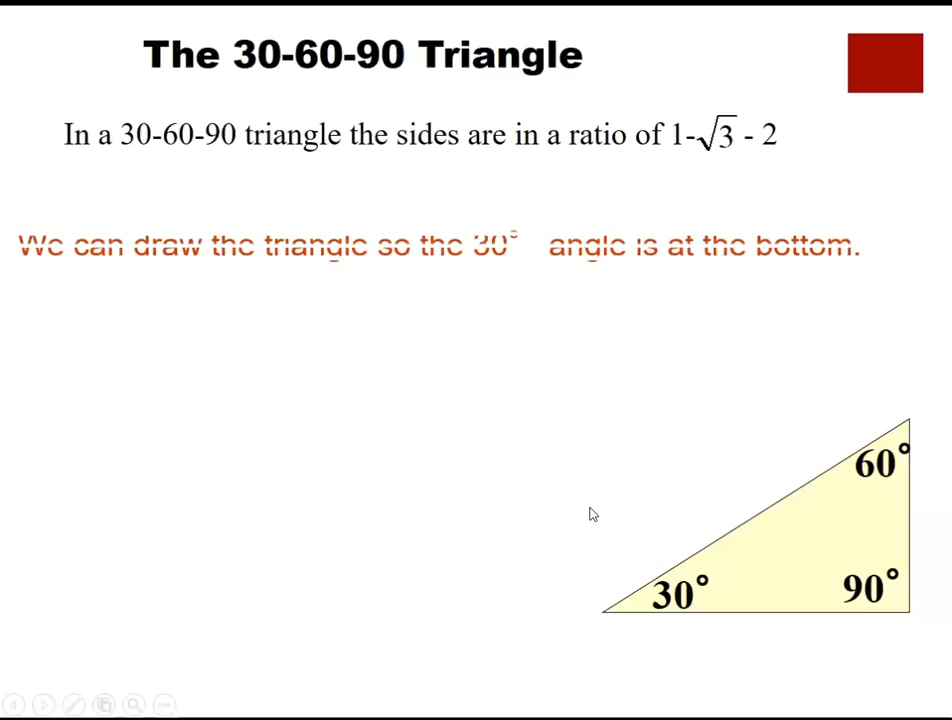 The 30-60-90 Triangle
In a 30-60-90 triangle the sides are in a ratio of 1-√3 - 2
We can draw the triangle so the 30° angle is at the bottom.
60°
30°
90°